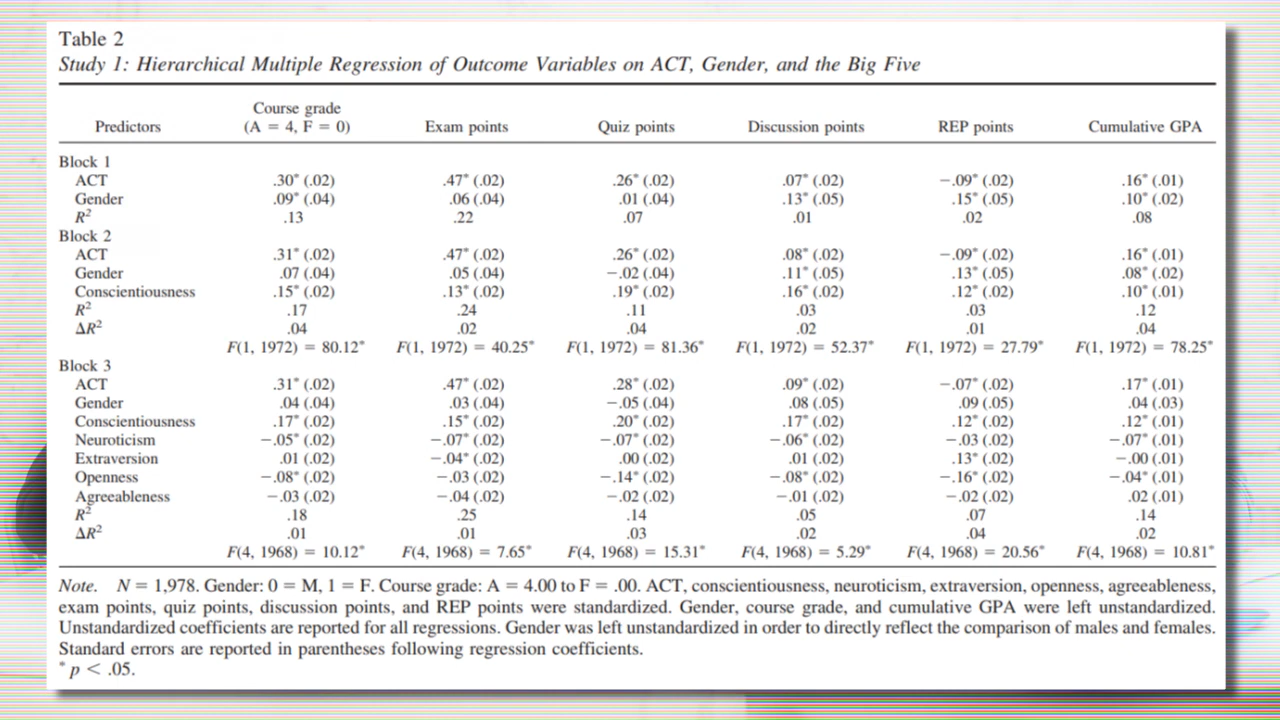 Table 2
Study 1: Hierarchical Multiple Regression of Outcome Variables on ACT, Gender, and the Big Five
Course grade
Predictors (A = 4, F = 0) Exam points Quiz points Discussion points REP points Cumulative GPA
Block 1
ACT .30* (.02) .47* (.02) .26* (.02) .07* (.02) −.09* (.02) .16* (.01)
Gender .09* (.04) .06 (.04) .01 (.04) .13* (.05) .15* (.05) .10* (.02)
R² .13 .22 .07 .01 .02 .08
Block 2
ACT .31* (.02) (.02) .26* (.02) .08* (.02) −.09* (.02) .16* (.01)
Gender .07 (.04) .03 (.04) −.02 (.04) .11* (.05) .13* (.05) .08* (.02)
Conscientiousness .15* (.02) .13* (.02) .19* (.02) .16* (.02) .12* (.02) .10* (.01)
R² .17 .24 .11 .03 .03 .12
ΔR² .04 .02 .04 .02 .01 .04
F(1, 1972) = 80.12* F(1, = 40.25* F(1, 1972) = 81.36* F(1, 1972) = 52.37 F(1, 1972) = 27.79* F(1, 1972) = 78.25*
Block 3
ACT .31* (.02) .47* (.02) .28* (.02) .09* (.02) −.07* (.02) .17* (.01)
Gender .04 (.04) .03 (.04) −.05 (.04) .08 (.05) .09 (.05) .04 (.03)
Conscientiousness .17* (.02) .15* (.02) .20* (.02) (.02) .12* (.02) .12* (.01)
Neuroticism −.05* (.02) −.07* (.02) −.07* (.02) −.06* (.02) −.03 (.02) −.07* (.01)
Extraversion .01 (.02) −.04* (.02) .00 (.02) .01 (.02) .13* (.02) −.00 (.01)
Openness −.08* (.02) (.02) −.14* (.02) (.02) (.02) −.04* (.01)
Agreeableness −.03 (.02) (.02) (.02) (.02) (.02) .02 (.01)
R² .18 .25 .05 .07 .14
ΔR² .01 .01 .04 .02
F(4, 1968) = 10.12* F(4, = 7.65* F(4, 1968) = 15.31* F(4, 1968) = 5.29* F(4, 1968) = 20.56* F(4, 1968) = 10.81*
Note. N = 1,978. Gender: 0 = 1 = F. Course grade: A = F = .00. ACT, conscientiousness, neuroticism, extraversion, openness, agreeableness,
exam points, quiz points, discussion points, and REP points were standardized. Gender, course grade, and cumulative GPA were left unstandardized.
Unstandardized coefficients are reported for all regressions. Gender was left unstandardized in order to directly reflect the comparison of males and females.
Standard errors are reported in parentheses following regression coefficients.
* p < .05.